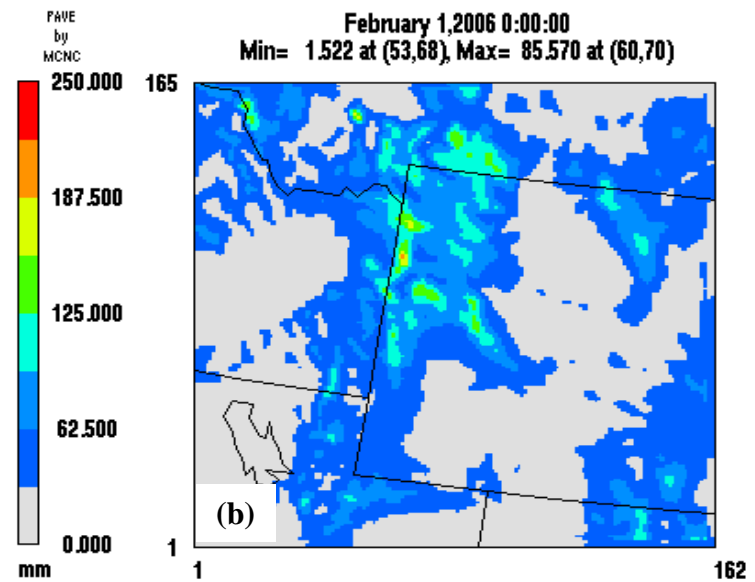 PAVE
by
MCNC
February 1,2006 0:00:00
Min= 1.522 at (53,68), Max= 85.570 at (60,70)
250.000
187.500
125.000
62.500
0.000
mm
165
1
(b)
1
162